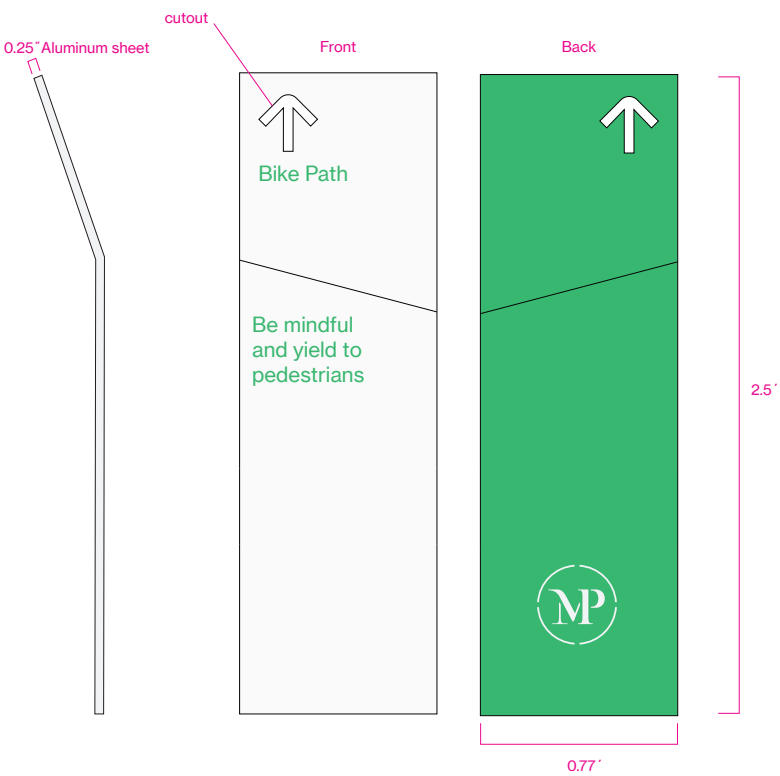 cutout
Front
Back
0.25˝Aluminum sheet
Bike Path
Be mindful
and yield to
pedestrians
2.5´
MP
0.77´